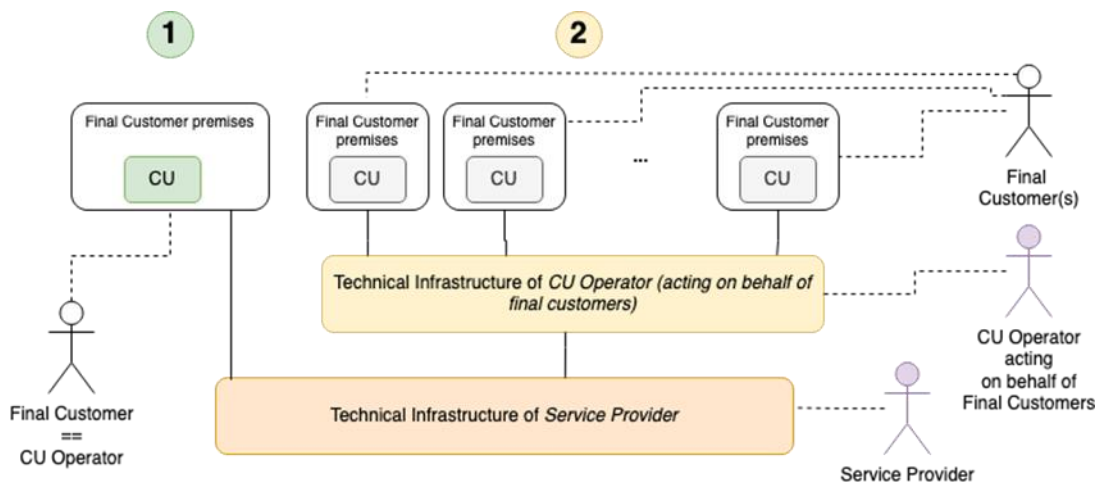 1
2
Final Customer premises
CU
Final Customer
premises
CU
Final Customer
premises
CU
...
Final Customer
premises
CU
Final
Customer(s)
Technical Infrastructure of CU Operator (acting on behalf of
final customers)
CU Operator
acting
on behalf of
Final Customers
Final Customer
==
CU Operator
Technical Infrastructure of Service Provider
Service Provider